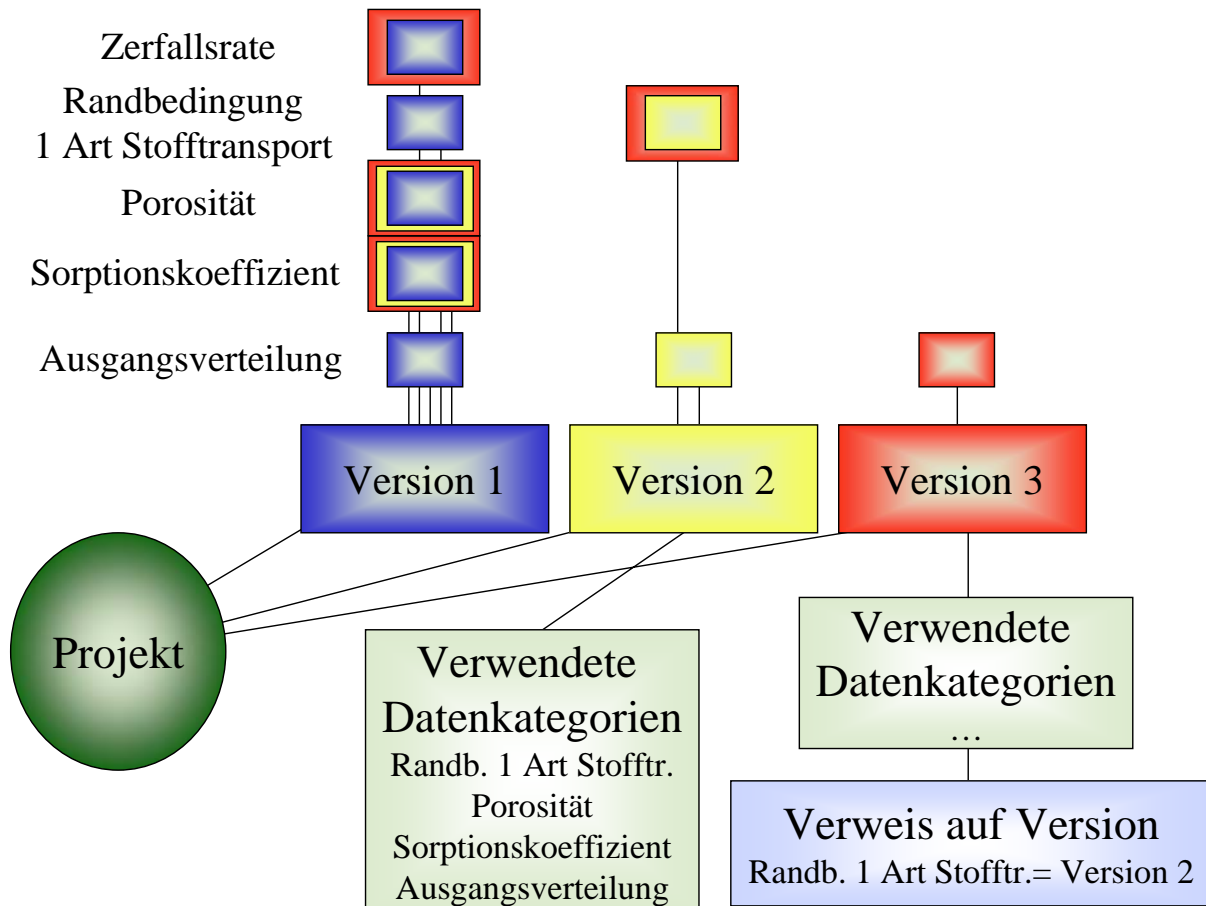 Zerfallsrate
Randbedingung
1 Art Stofftransport
Porosität
Sorptionskoeffizient
Ausgangsverteilung
Version 1
Version 2
Version 3
Projekt
Verwendete
Datenkategorien
Randb. 1 Art Stofftr.
Porosität
Sorptionskoeffizient
Ausgangsverteilung
Verwendete
Datenkategorien
…
Verweis auf Version
Randb. 1 Art Stofftr.= Version 2